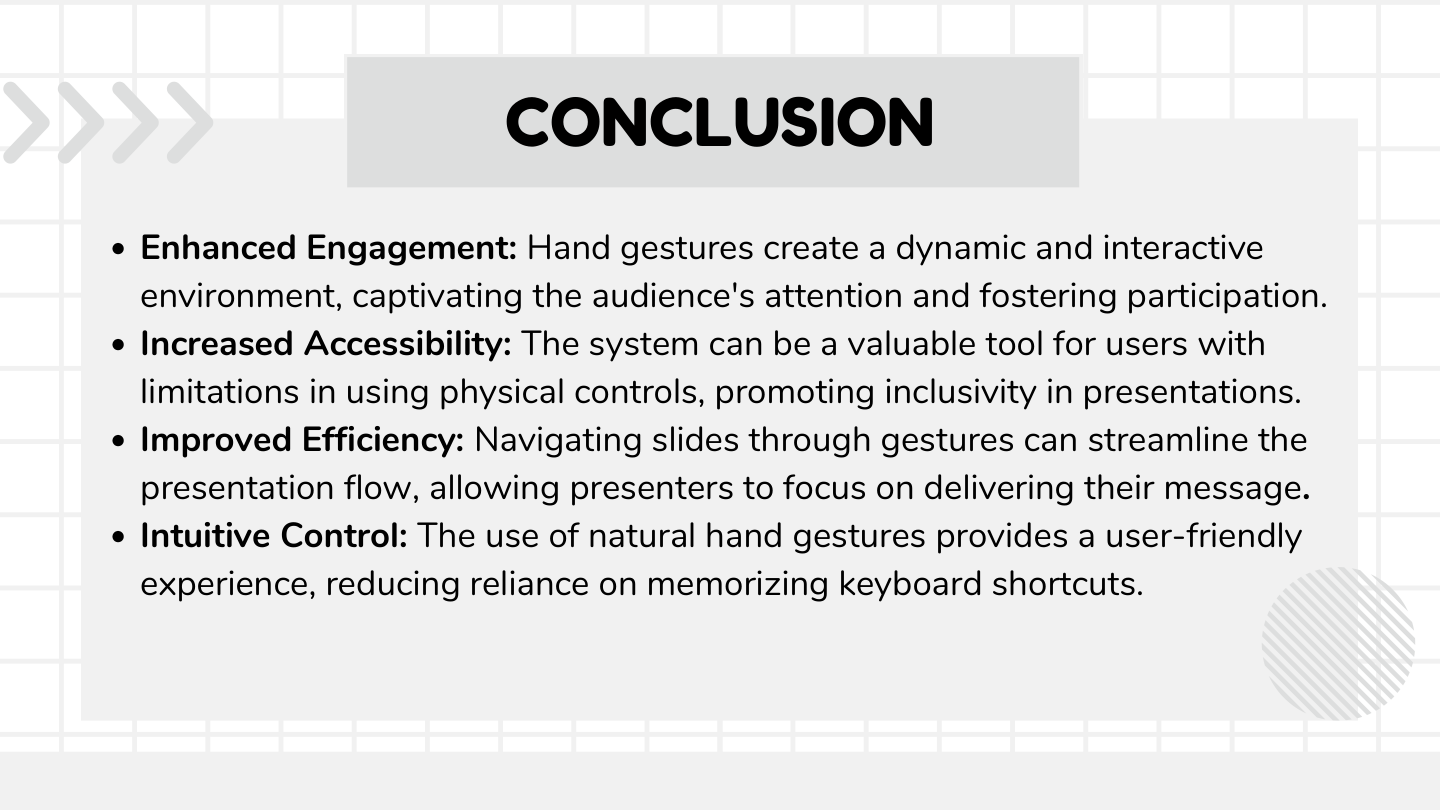 CONCLUSION
• Enhanced Engagement: Hand gestures create a dynamic and interactive
environment, captivating the audience's attention and fostering participation.
• Increased Accessibility: The system can be a valuable tool for users with
limitations in using physical controls, promoting inclusivity in presentations.
• Improved Efficiency: Navigating slides through gestures can streamline the
presentation flow, allowing presenters to focus on delivering their message.
• Intuitive Control: The use of natural hand gestures provides a user-friendly
experience, reducing reliance on memorizing keyboard shortcuts.